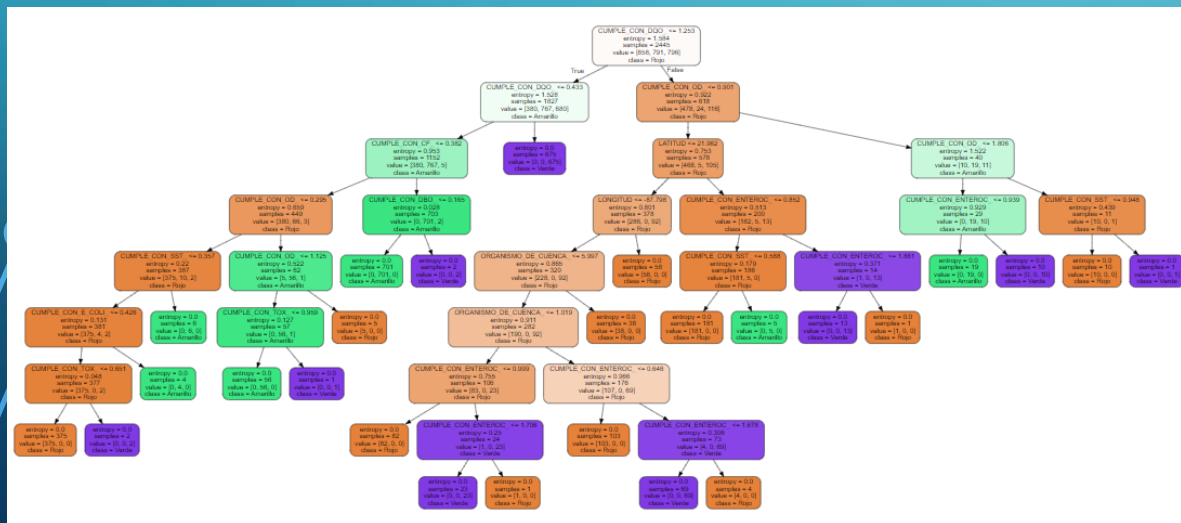 CUMPLE_CON_DQO_ <= 1.253
entropy = 1.584
samples = 2445
value = [858, 791, 796]
class = Rojo
True
False
CUMPLE_CON_DQO_ <= 0.433
entropy = 1.528
samples = 1827
value = [380, 767, 680]
class = Amarillo
CUMPLE_CON_OD_ <= 0.901
entropy = 0.922
samples = 618
value = [478, 24, 116]
class = Rojo
CUMPLE_CON_CF_ <= 0.382
entropy = 0.953
samples = 1152
value = [380, 767, 5]
class = Amarillo
entropy = 0.0
samples = 675
value = [0, 0, 675]
class = Verde
LATITUD <= 21.982
entropy = 0.753
samples = 578
value = [468, 5, 105]
class = Rojo
CUMPLE_CON_OD_ <= 1.806
entropy = 1.522
samples = 40
value = [10, 19, 11]
class = Amarillo
CUMPLE_CON_OD_ <= 0.295
entropy = 0.659
samples = 449
value = [380, 66, 3]
class = Rojo
CUMPLE_CON_DBO_ <= 0.165
entropy = 0.028
samples = 703
value = [0, 701, 2]
class = Amarillo
LONGITUD <= -87.798
entropy = 0.801
samples = 378
value = [286, 0, 92]
class = Rojo
CUMPLE_CON_ENTEROC_ <= 0.852
entropy = 0.513
samples = 200
value = [182, 5, 13]
class = Rojo
CUMPLE_CON_ENTEROC_ <= 0.939
entropy = 0.929
samples = 29
value = [0, 19, 10]
class = Amarillo
CUMPLE_CON_SST_ <= 0.948
entropy = 0.439
samples = 11
value = [10, 0, 1]
class = Rojo
CUMPLE_CON_SST_ <= 0.357
entropy = 0.22
samples = 387
value = [375, 10, 2]
class = Rojo
CUMPLE_CON_OD_ <= 1.125
entropy = 0.522
samples = 62
value = [5, 56, 1]
class = Amarillo
entropy = 0.0
samples = 701
value = [0, 701, 0]
class = Amarillo
entropy = 0.0
samples = 2
value = [0, 0, 2]
class = Verde
ORGANISMO_DE_CUENCA_ <= 5.997
entropy = 0.865
samples = 320
value = [228, 0, 92]
class = Rojo
entropy = 0.0
samples = 58
value = [58, 0, 0]
class = Rojo
CUMPLE_CON_SST_ <= 0.588
entropy = 0.179
samples = 186
value = [181, 5, 0]
class = Rojo
CUMPLE_CON_ENTEROC_ <= 1.881
entropy = 0.371
samples = 14
value = [1, 0, 13]
class = Verde
entropy = 0.0
samples = 19
value = [0, 19, 0]
class = Amarillo
entropy = 0.0
samples = 10
value = [0, 0, 10]
class = Verde
entropy = 0.0
samples = 10
value = [10, 0, 0]
class = Rojo
entropy = 0.0
samples = 1
value = [0, 0, 1]
class = Verde
CUMPLE_CON_E_COLI_ <= 0.426
entropy = 0.131
samples = 381
value = [375, 4, 2]
class = Rojo
entropy = 0.0
samples = 6
value = [0, 6, 0]
class = Amarillo
CUMPLE_CON_TOX_ <= 0.959
entropy = 0.127
samples = 57
value = [0, 56, 1]
class = Amarillo
entropy = 0.0
samples = 5
value = [5, 0, 0]
class = Rojo
ORGANISMO_DE_CUENCA_ <= 1.019
entropy = 0.911
samples = 282
value = [190, 0, 92]
class = Rojo
entropy = 0.0
samples = 38
value = [38, 0, 0]
class = Rojo
entropy = 0.0
samples = 181
value = [181, 0, 0]
class = Rojo
entropy = 0.0
samples = 5
value = [0, 5, 0]
class = Amarillo
entropy = 0.0
samples = 13
value = [0, 0, 13]
class = Verde
entropy = 0.0
samples = 1
value = [1, 0, 0]
class = Rojo
CUMPLE_CON_TOX_ <= 0.651
entropy = 0.048
samples = 377
value = [375, 0, 2]
class = Rojo
entropy = 0.0
samples = 4
value = [0, 4, 0]
class = Amarillo
entropy = 0.0
samples = 56
value = [0, 56, 0]
class = Amarillo
entropy = 0.0
samples = 1
value = [0, 0, 1]
class = Verde
CUMPLE_CON_ENTEROC_ <= 0.999
entropy = 0.755
samples = 106
value = [83, 0, 23]
class = Rojo
CUMPLE_CON_ENTEROC_ <= 0.648
entropy = 0.966
samples = 176
value = [107, 0, 69]
class = Rojo
entropy = 0.0
samples = 375
value = [375, 0, 0]
class = Rojo
entropy = 0.0
samples = 2
value = [0, 0, 2]
class = Verde
entropy = 0.0
samples = 82
value = [82, 0, 0]
class = Rojo
CUMPLE_CON_ENTEROC_ <= 1.706
entropy = 0.25
samples = 24
value = [1, 0, 23]
class = Verde
entropy = 0.0
samples = 103
value = [103, 0, 0]
class = Rojo
CUMPLE_CON_ENTEROC_ <= 1.678
entropy = 0.306
samples = 73
value = [4, 0, 69]
class = Verde
entropy = 0.0
samples = 23
value = [0, 0, 23]
class = Verde
entropy = 0.0
samples = 1
value = [1, 0, 0]
class = Rojo
entropy = 0.0
samples = 69
value = [0, 0, 69]
class = Verde
entropy = 0.0
samples = 4
value = [4, 0, 0]
class = Rojo